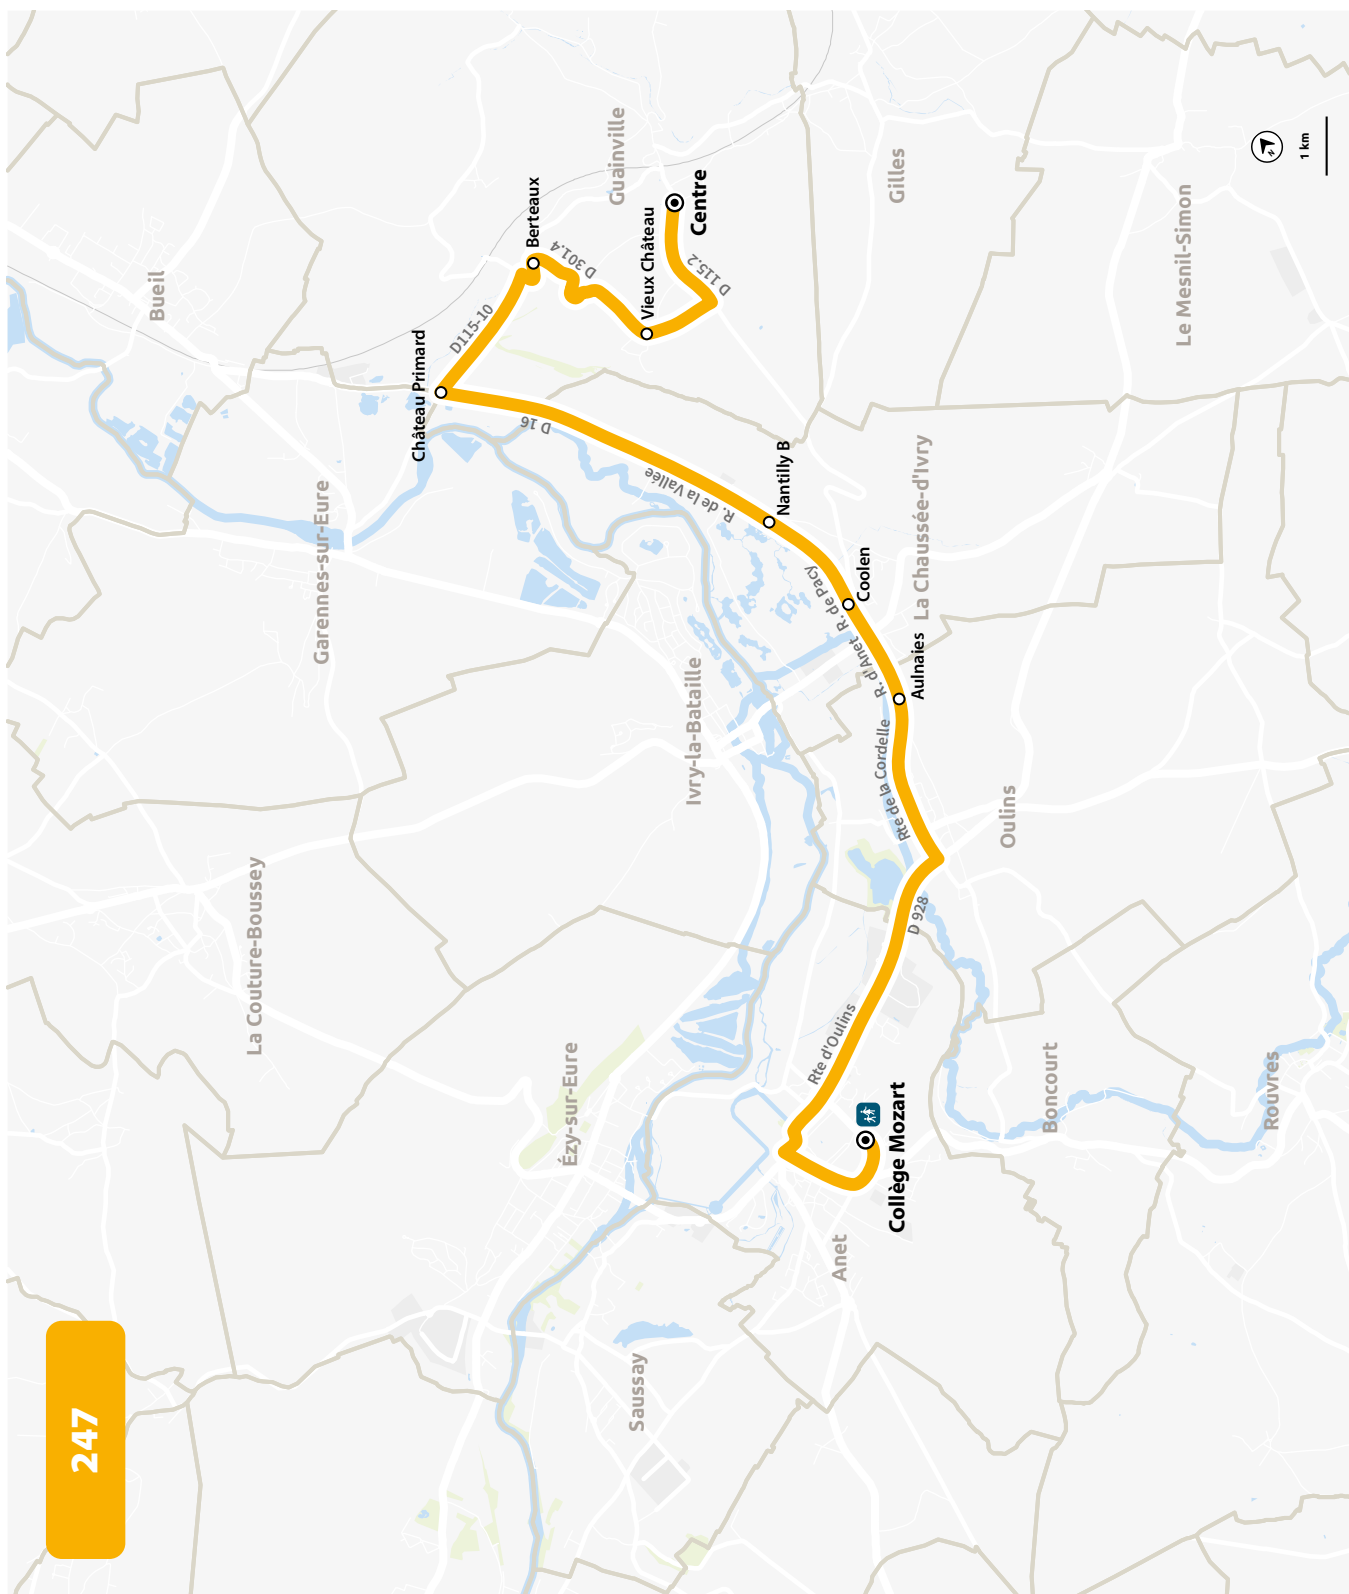 247
Bueil
Garennes-sur-Eure
La Couture-Boussey
Guainville
Gilles
Le Mesnil-Simon
Ivry-la-Bataille
La Chaussée-d'Ivry
Oulins
Ézy-sur-Eure
Boncourt
Rouvres
Anet
Saussay
Centre
D 115.2
Vieux Château
D 301.4
Berteaux
D115-10
Château Primard
D 16
R. de la Vallée
Nantilly B
R. de Pacy
Coolen
R. d'Anet
Aulnaies
Rte de la Cordelle
D 928
Rte d'Oulins
Collège Mozart
N
1 km